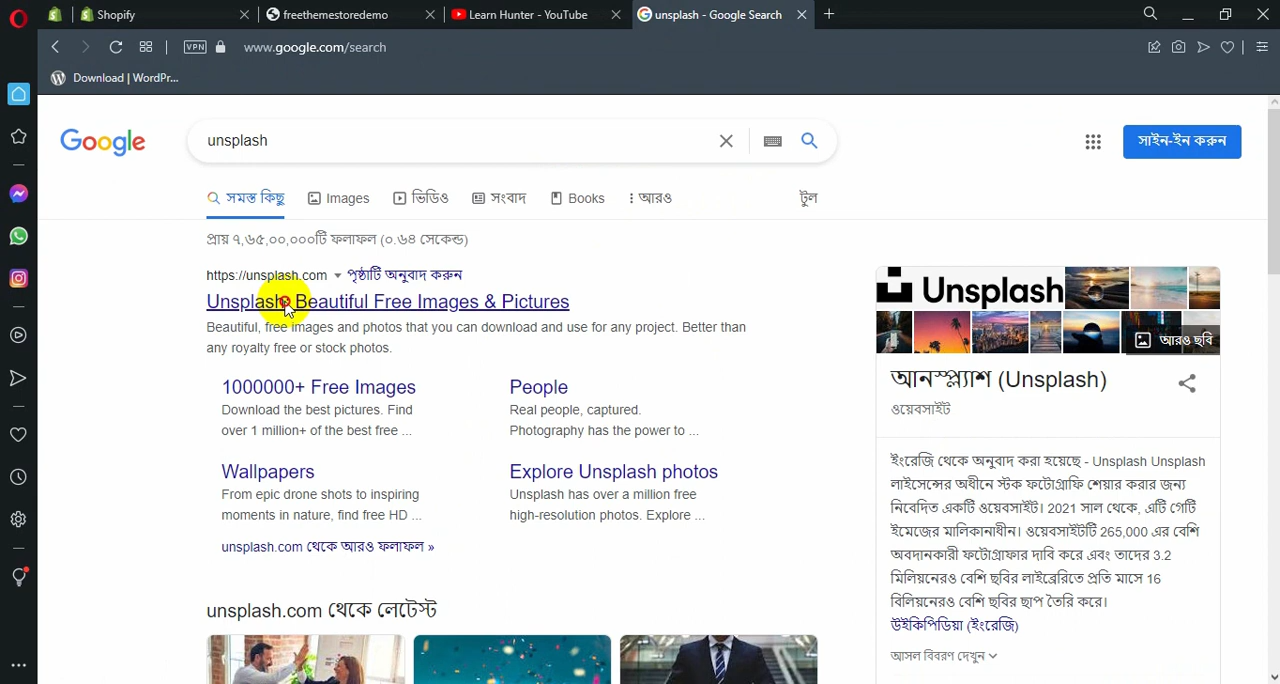 Shopify
freethemestoredemo
Learn Hunter - YouTube
unsplash - Google Search
VPN
www.google.com/search
Download | WordPr...
Google
unsplash
সাইন-ইন করুন
সমস্ত কিছু
Images
ভিডিও
সংবাদ
Books
আরও
টুল
প্রায় ৭,৬৫,০০,০০০টি ফলাফল (০.৬৪ সেকেন্ড)
https://unsplash.com
পৃষ্ঠাটি অনুবাদ করুন
Unsplash: Beautiful Free Images & Pictures
Beautiful, free images and photos that you can download and use for any project. Better than
any royalty free or stock photos.
1000000+ Free Images
Download the best pictures. Find
over 1 million+ of the best free ...
People
Real people, captured.
Photography has the power to ...
Wallpapers
From epic drone shots to inspiring
moments in nature, find free HD ...
Explore Unsplash photos
Unsplash has over a million free
high-resolution photos. Explore ...
unsplash.com থেকে আরও ফলাফল »
unsplash.com থেকে লেটেস্ট
Unsplash
আরও ছবি
আনস্প্ল্যাশ (Unsplash)
ওয়েবসাইট
ইংরেজি থেকে অনুবাদ করা হয়েছে - Unsplash Unsplash
লাইসেন্সের অধীনে স্টক ফটোগ্রাফি শেয়ার করার জন্য
নিবেদিত একটি ওয়েবসাইট। 2021 সাল থেকে, এটি গেটি
ইমেজের মালিকানাধীন। ওয়েবসাইটটি 265,000 এর বেশি
অবদানকারী ফটোগ্রাফার দাবি করে এবং তাদের 3.2
মিলিয়নেরও বেশি ছবির লাইব্রেরিতে প্রতি মাসে 16
বিলিয়নেরও বেশি ছবির ছাপ তৈরি করে।
উইকিপিডিয়া (ইংরেজি)
আসল বিবরণ দেখুন